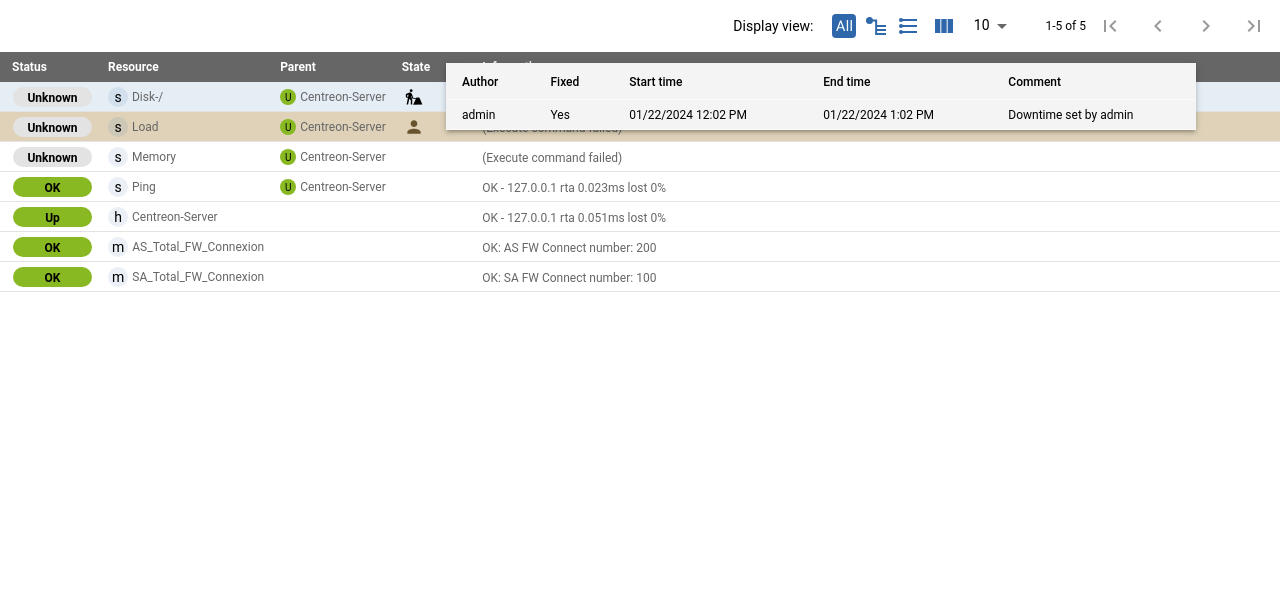 Display view: All 10 1-5 of 5
Status Resource Parent State
Author Fixed Start time End time Comment
admin Yes 01/22/2024 12:02 PM 01/22/2024 1:02 PM Downtime set by admin
Unknown s Disk-/ U Centreon-Server
Unknown s Load U Centreon-Server (Execute command failed)
Unknown s Memory U Centreon-Server (Execute command failed)
OK s Ping U Centreon-Server OK - 127.0.0.1 rta 0.023ms lost 0%
Up h Centreon-Server OK - 127.0.0.1 rta 0.051ms lost 0%
OK m AS_Total_FW_Connexion OK: AS FW Connect number: 200
OK m SA_Total_FW_Connexion OK: SA FW Connect number: 100